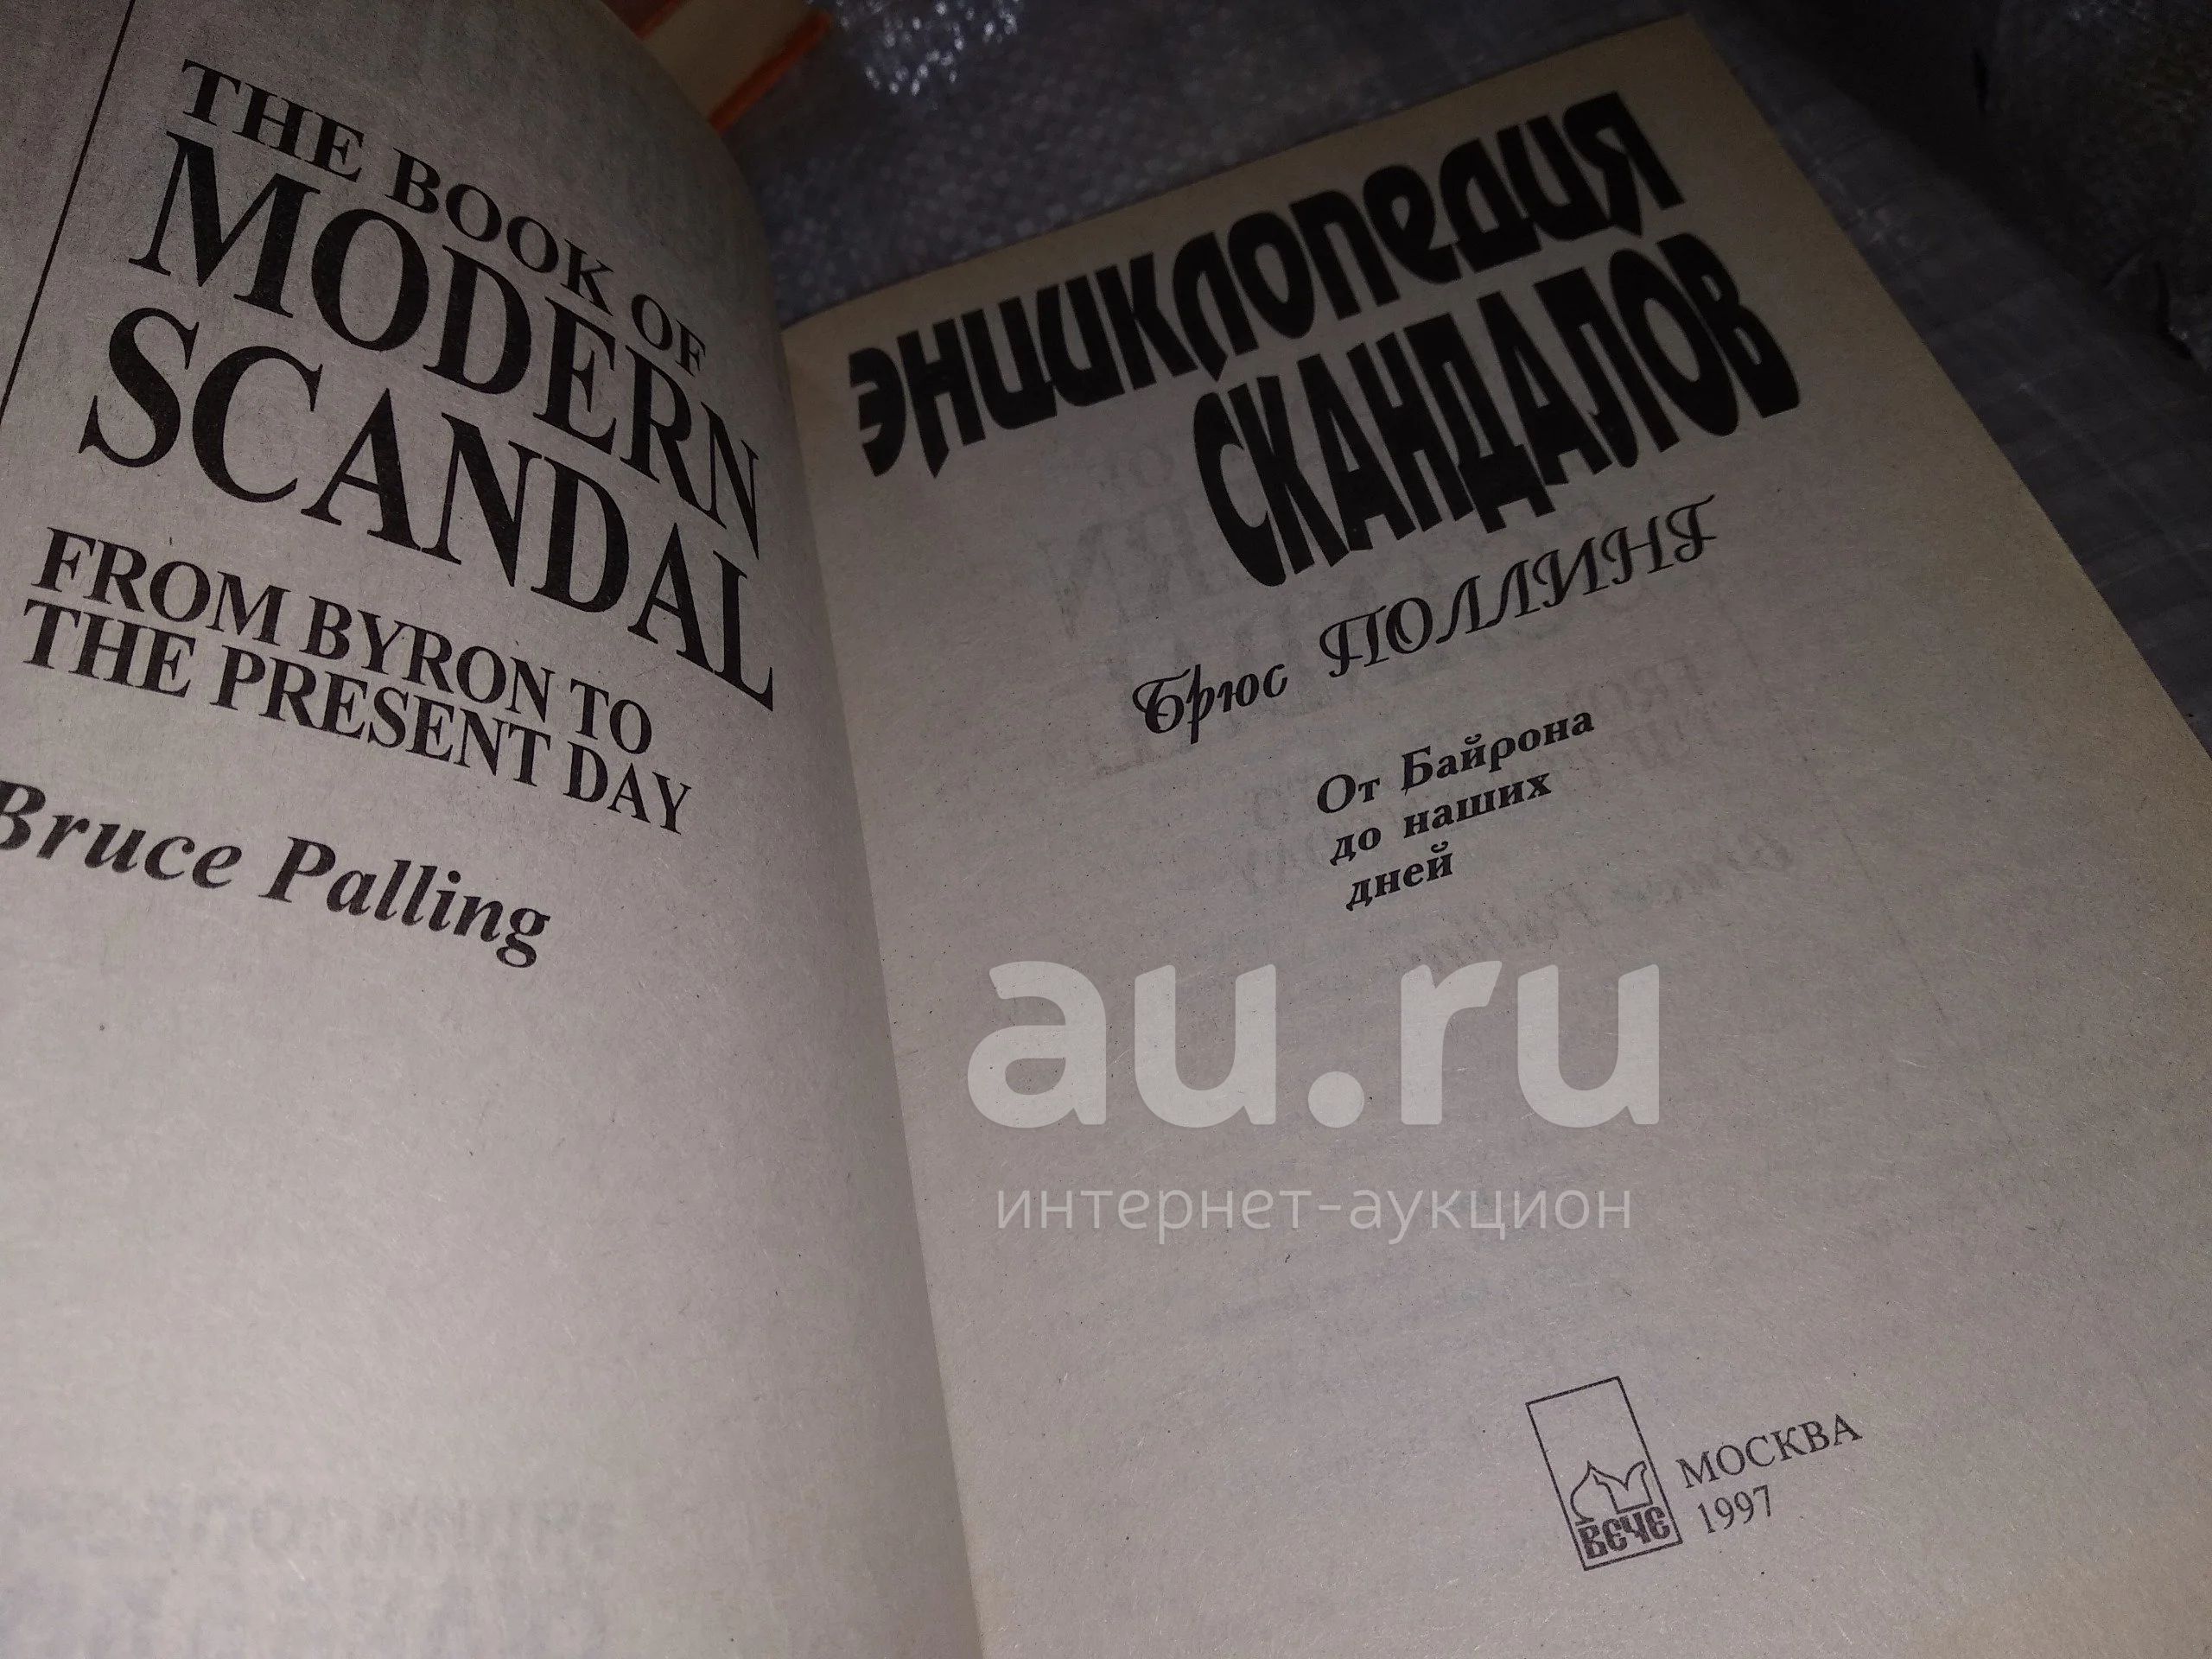 THE BOOK OF
MODERN
SCANDAL
FROM BYRON TO
THE PRESENT DAY
Bruce Palling
ЭНЦИКЛОПЕДИЯ
СКАНДАЛОВ
Брюс ПОЛЛИНГ
От Байрона
до наших
дней
au.ru
интернет-аукцион
ВЕЧЕ
МОСКВА
1997